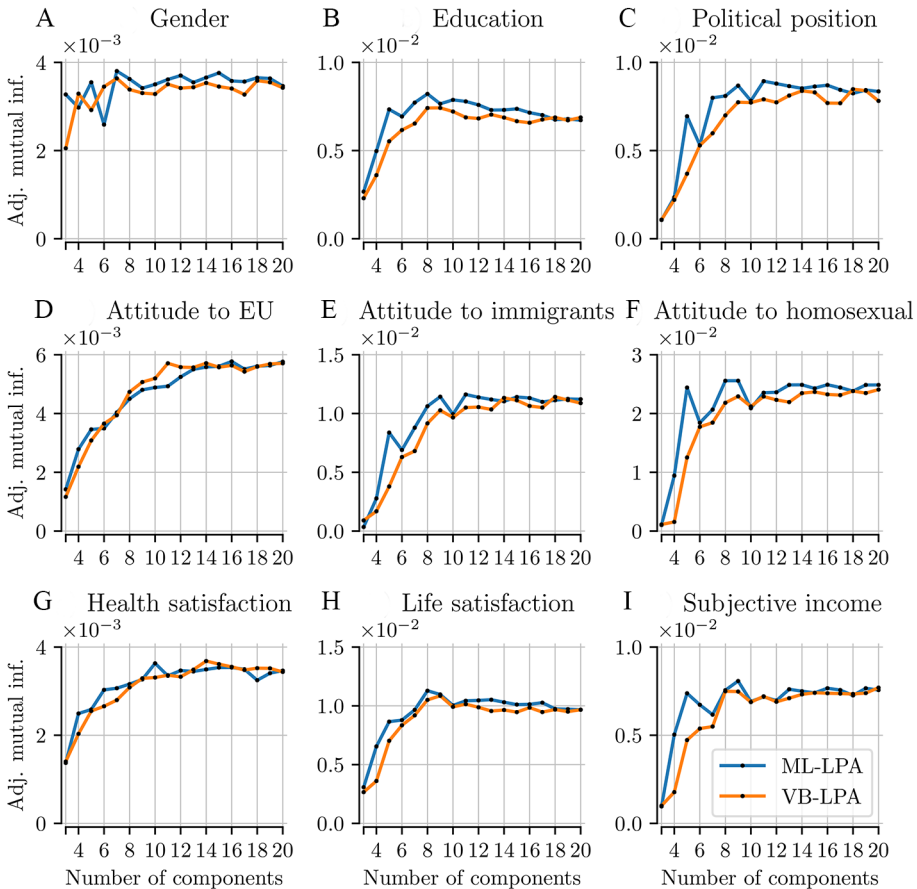 A Gender B Education C Political position
×10⁻³ ×10⁻² ×10⁻²
4 1.0 1.0
Adj. mutual inf.
2 0.5 0.5
0 0.0 0.0
4 6 8 10 12 14 16 18 20 4 6 8 10 12 14 16 18 20 4 6 8 10 12 14 16 18 20
D Attitude to EU E Attitude to immigrants F Attitude to homosexual
×10⁻³ ×10⁻² ×10⁻²
6 1.5 3
Adj. mutual inf.
4 1.0 2
2 0.5 1
0 0.0 0
4 6 8 10 12 14 16 18 20 4 6 8 10 12 14 16 18 20 4 6 8 10 12 14 16 18 20
G Health satisfaction H Life satisfaction I Subjective income
×10⁻³ ×10⁻² ×10⁻²
4 1.5 1.0
Adj. mutual inf.
1.0
2 0.5 0.5
ML-LPA
VB-LPA
0 0.0 0.0
4 6 8 10 12 14 16 18 20 4 6 8 10 12 14 16 18 20 4 6 8 10 12 14 16 18 20
Number of components Number of components Number of components